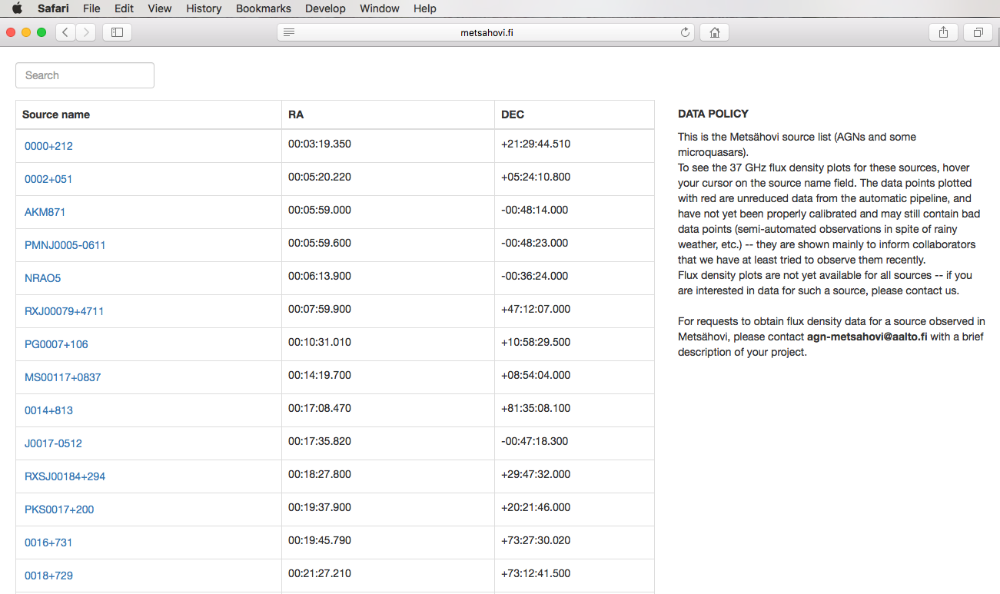 Safari File Edit View History Bookmarks Develop Window Help
metsahovi.fi
Search
Source name RA DEC
0000+212 00:03:19.350 +21:29:44.510
0002+051 00:05:20.220 +05:24:10.800
AKM871 00:05:59.000 -00:48:14.000
PMNJ0005-0611 00:05:59.600 -00:48:23.000
NRAO5 00:06:13.900 -00:36:24.000
RXJ00079+4711 00:07:59.900 +47:12:07.000
PG0007+106 00:10:31.010 +10:58:29.500
MS00117+0837 00:14:19.700 +08:54:04.000
0014+813 00:17:08.470 +81:35:08.100
J0017-0512 00:17:35.820 -00:47:18.300
RXSJ00184+294 00:18:27.800 +29:47:32.000
PKS0017+200 00:19:37.900 +20:21:46.000
0016+731 00:19:45.790 +73:27:30.020
0018+729 00:21:27.210 +73:12:41.500
DATA POLICY
This is the Metsähovi source list (AGNs and some
microquasars).
To see the 37 GHz flux density plots for these sources, hover
your cursor on the source name field. The data points plotted
with red are unreduced data from the automatic pipeline, and
have not yet been properly calibrated and may still contain bad
data points (semi-automated observations in spite of rainy
weather, etc.) -- they are shown mainly to inform collaborators
that we have at least tried to observe them recently.
Flux density plots are not yet available for all sources -- if you
are interested in data for such a source, please contact us.
For requests to obtain flux density data for a source observed in
Metsähovi, please contact agn-metsahovi@aalto.fi with a brief
description of your project.